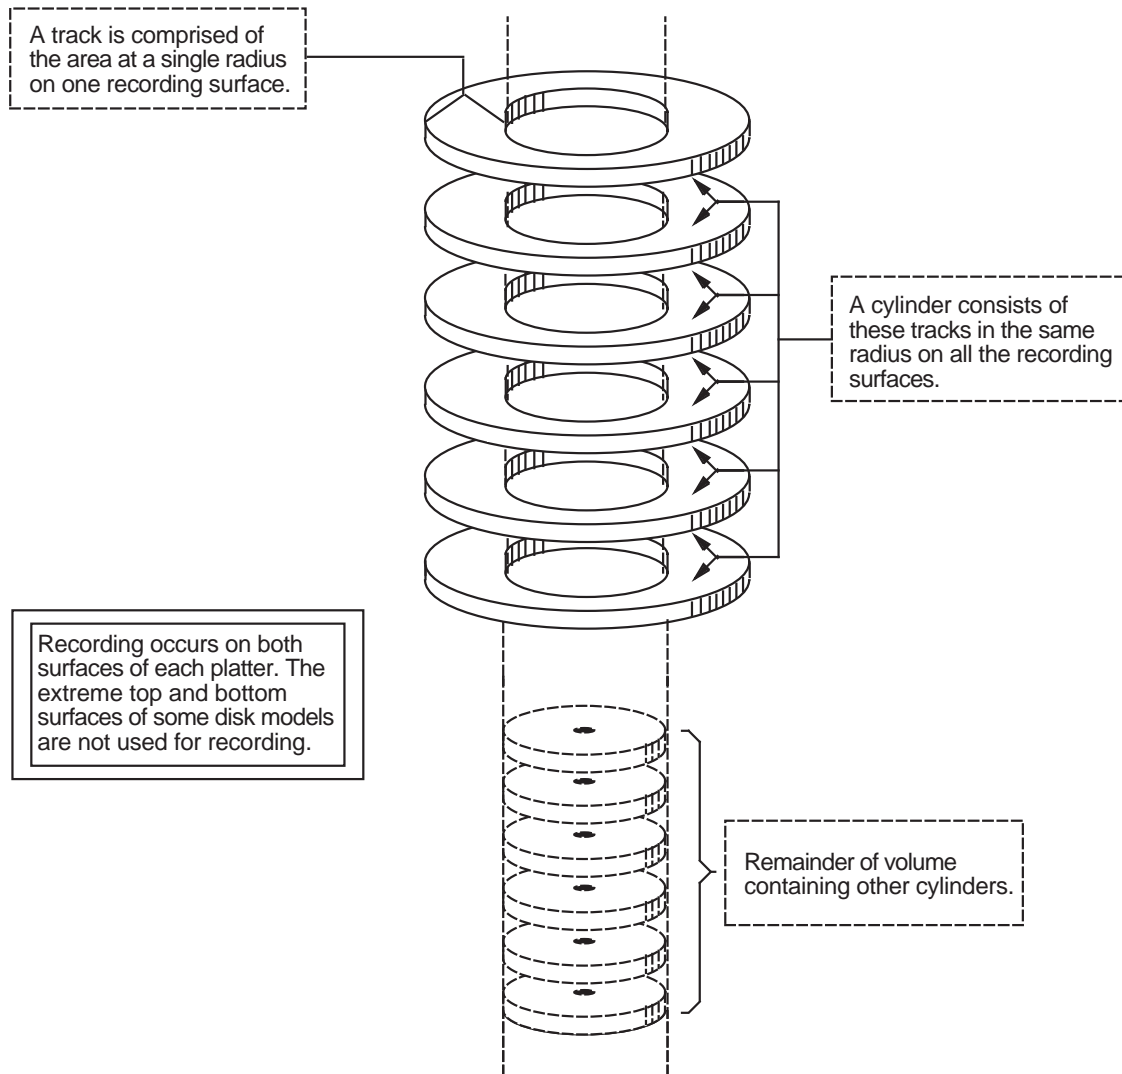 A track is comprised of
the area at a single radius
on one recording surface.
A cylinder consists of
these tracks in the same
radius on all the recording
surfaces.
Recording occurs on both
surfaces of each platter. The
extreme top and bottom
surfaces of some disk models
are not used for recording.
Remainder of volume
containing other cylinders.